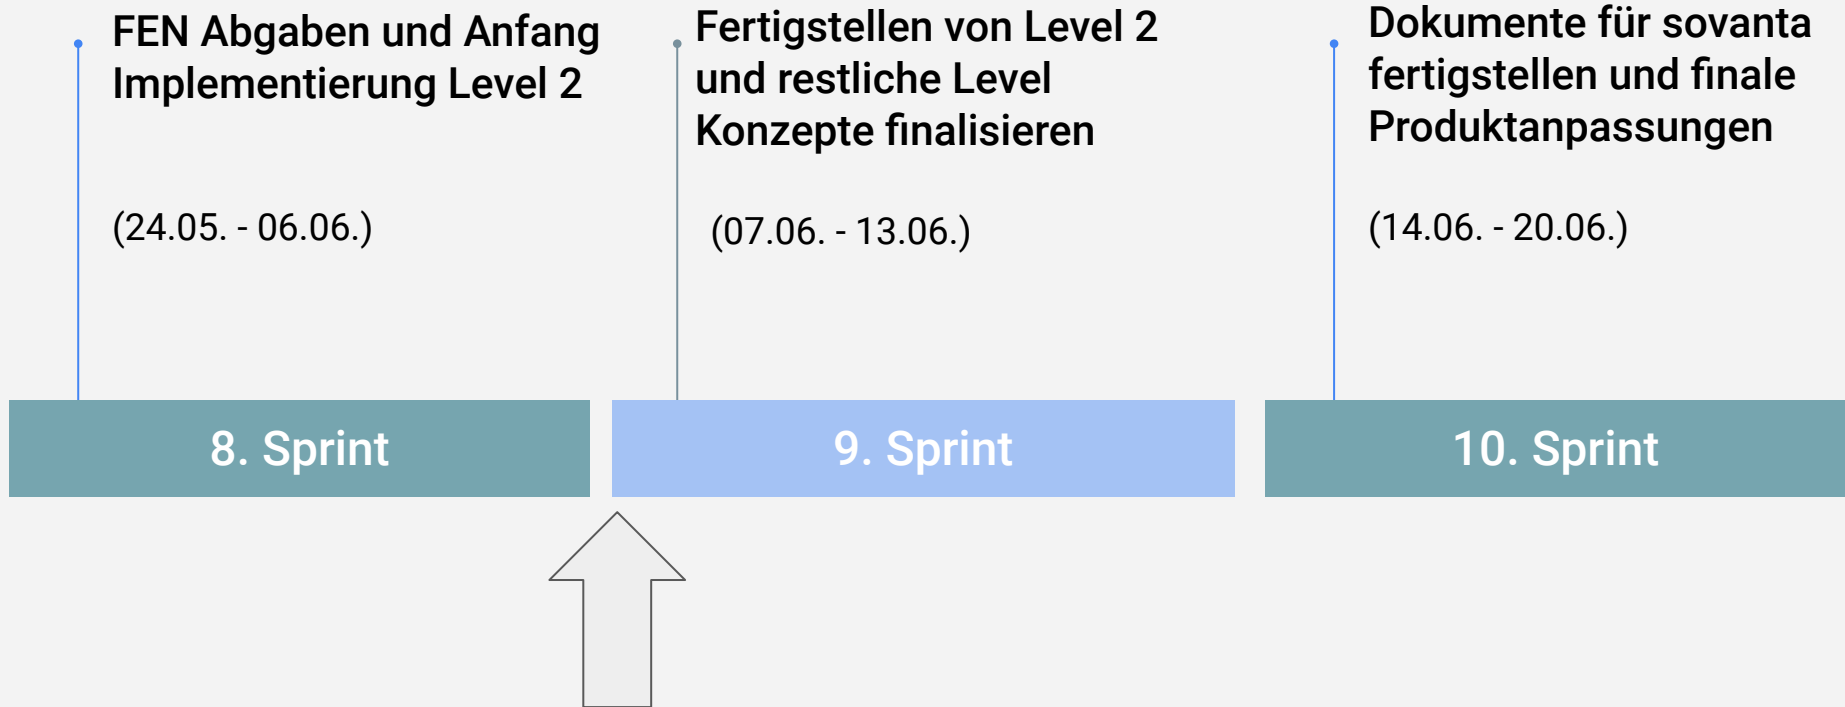 FEN Abgaben und Anfang
Implementierung Level 2
(24.05. - 06.06.)
Fertigstellen von Level 2
und restliche Level
Konzepte finalisieren
(07.06. - 13.06.)
Dokumente für sovanta
fertigstellen und finale
Produktanpassungen
(14.06. - 20.06.)
8. Sprint
9. Sprint
10. Sprint